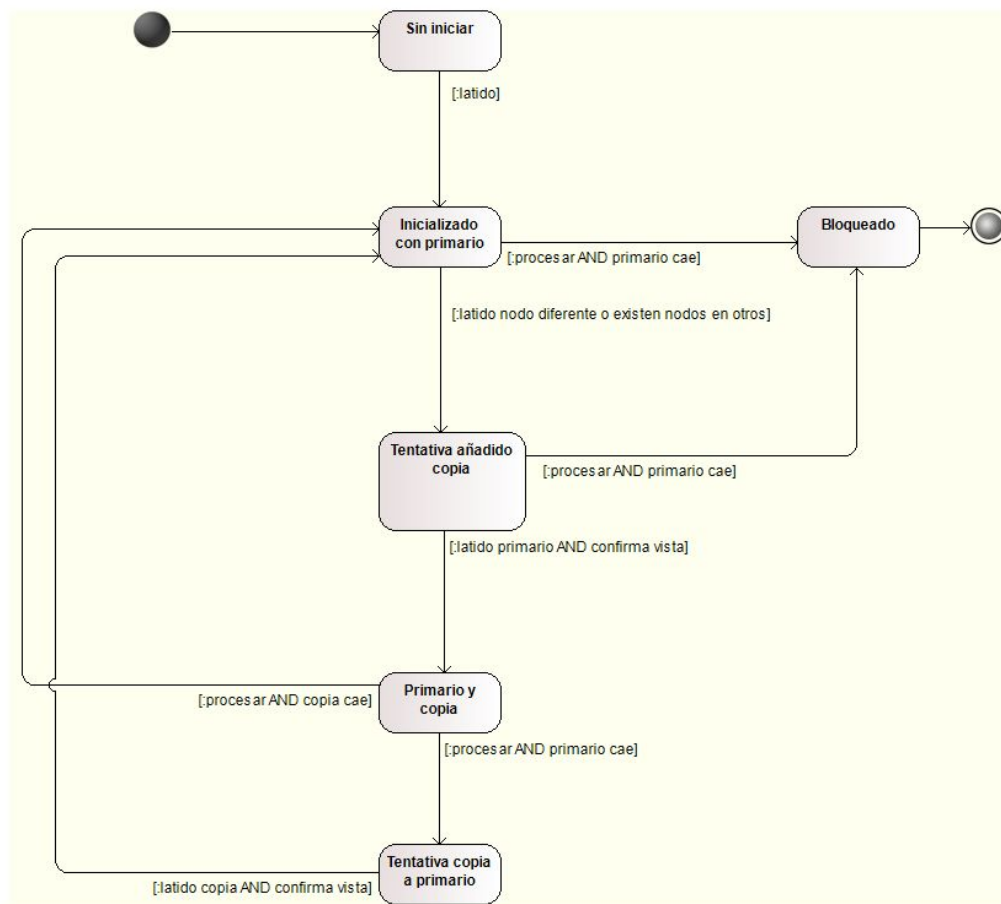 Sin iniciar
[:latido]
Inicializado
con primario
Bloqueado
[:procesar AND primario cae]
[:latido nodo diferente o existen nodos en otros]
Tentativa añadido
copia
[:procesar AND primario cae]
[:latido primario AND confirma vista]
Primario y
copia
[:procesar AND copia cae]
[:procesar AND primario cae]
Tentativa copia
a primario
[:latido copia AND confirma vista]